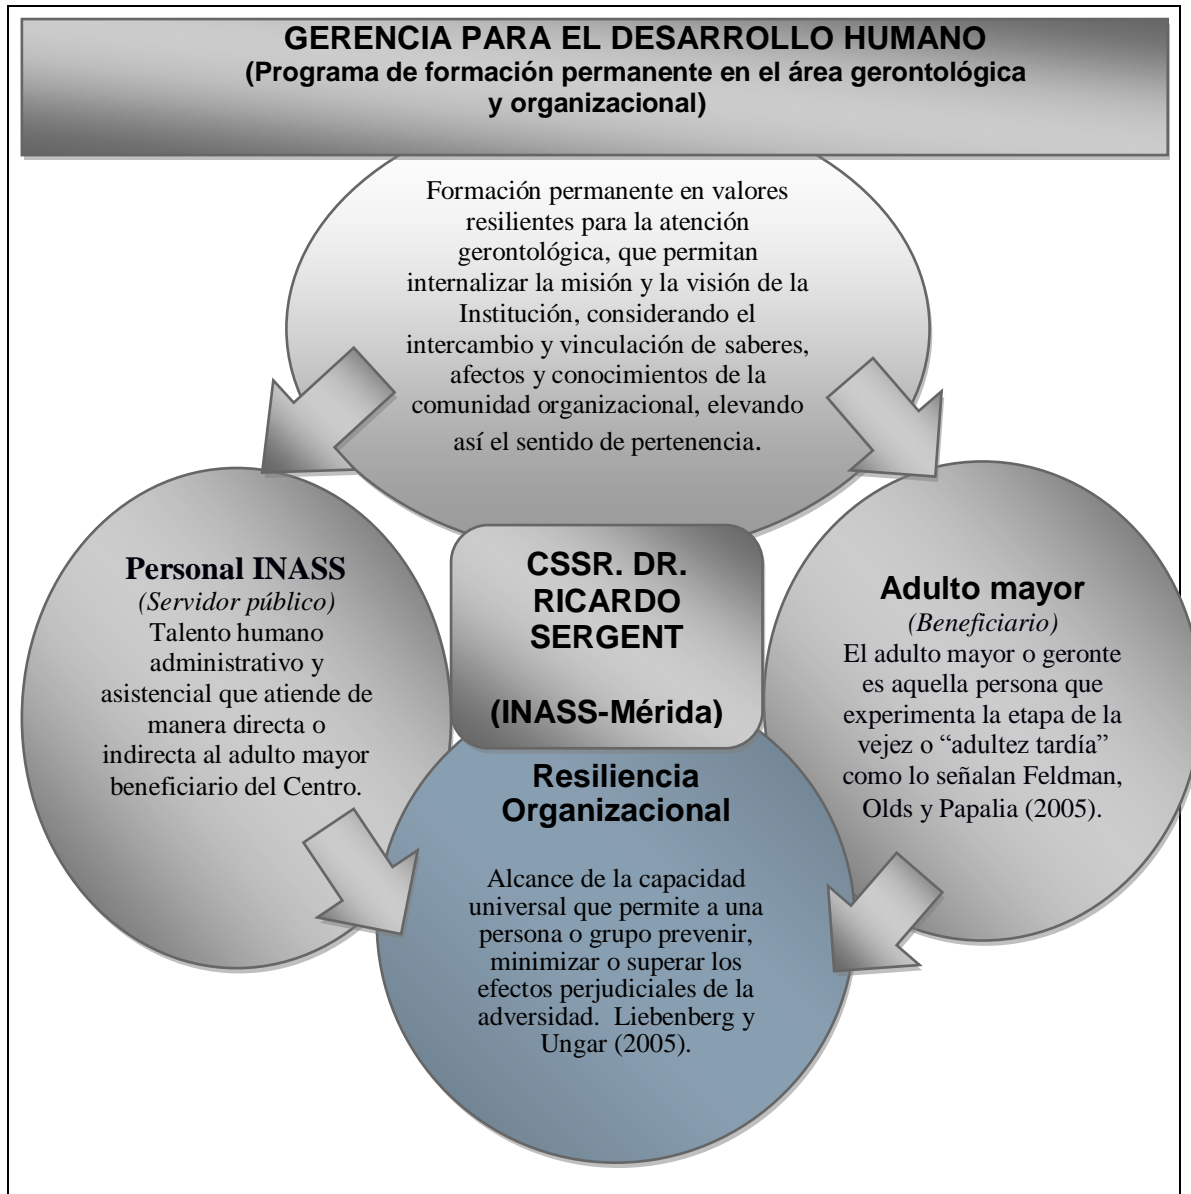 GERENCIA PARA EL DESARROLLO HUMANO
(Programa de formación permanente en el área gerontológica
y organizacional)
Formación permanente en valores
resilientes para la atención
gerontológica, que permitan
internalizar la misión y la visión de la
Institución, considerando el
intercambio y vinculación de saberes,
afectos y conocimientos de la
comunidad organizacional, elevando
así el sentido de pertenencia.
Personal INASS
(Servidor público)
Talento humano
administrativo y
asistencial que atiende de
manera directa o
indirecta al adulto mayor
beneficiario del Centro.
CSSR. DR.
RICARDO
SERGENT
(INASS-Mérida)
Adulto mayor
(Beneficiario)
El adulto mayor o geronte
es aquella persona que
experimenta la etapa de la
vejez o “adultez tardía”
como lo señalan Feldman,
Olds y Papalia (2005).
Resiliencia
Organizacional
Alcance de la capacidad
universal que permite a una
persona o grupo prevenir,
minimizar o superar los
efectos perjudiciales de la
adversidad.  Liebenberg y
Ungar (2005).